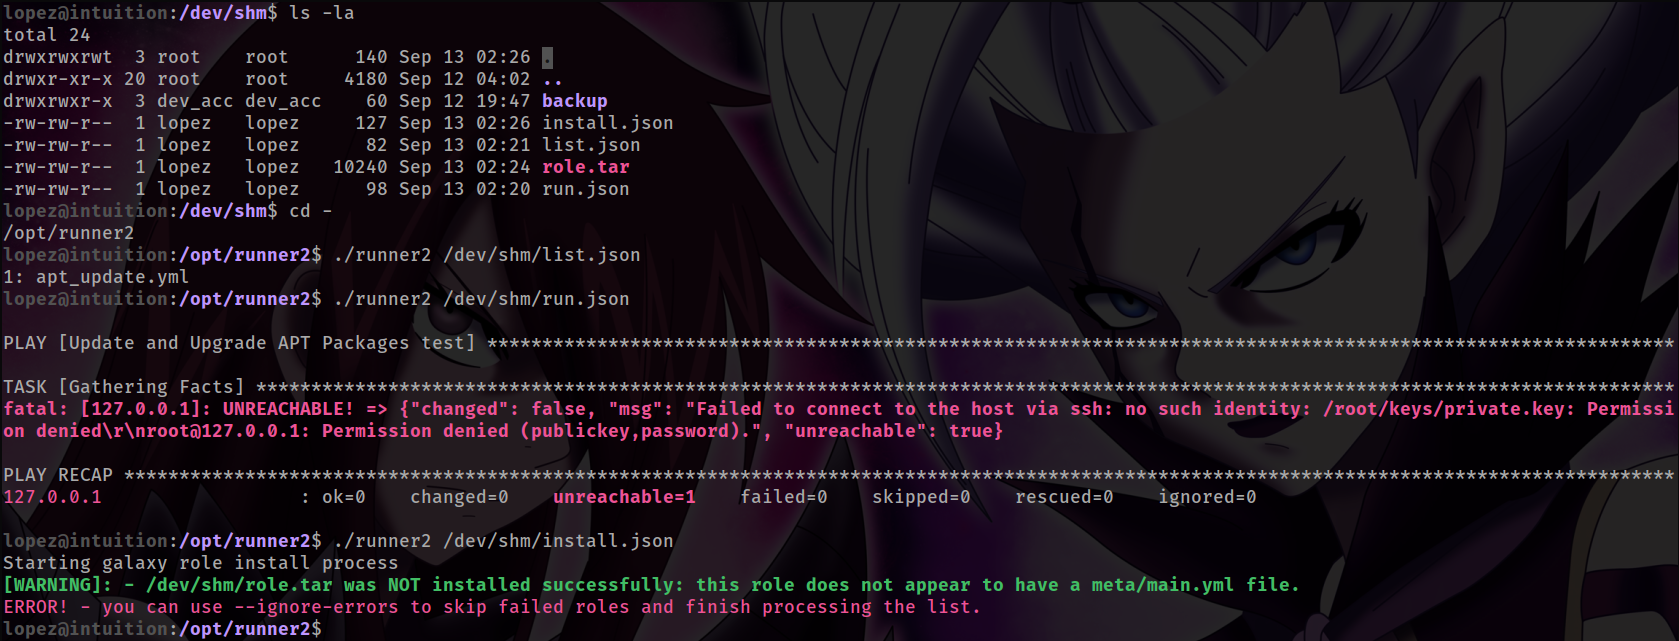 lopez@intuition:/dev/shm$ ls -la
total 24
drwxrwxrwt  3 root    root      140 Sep 13 02:26 .
drwxr-xr-x 20 root    root     4180 Sep 12 04:02 ..
drwxrwxr-x  3 dev_acc dev_acc    60 Sep 12 19:47 backup
-rw-rw-r--  1 lopez   lopez     127 Sep 13 02:26 install.json
-rw-rw-r--  1 lopez   lopez      82 Sep 13 02:21 list.json
-rw-rw-r--  1 lopez   lopez   10240 Sep 13 02:24 role.tar
-rw-rw-r--  1 lopez   lopez      98 Sep 13 02:20 run.json
lopez@intuition:/dev/shm$ cd -
/opt/runner2
lopez@intuition:/opt/runner2$ ./runner2 /dev/shm/list.json
1: apt_update.yml
lopez@intuition:/opt/runner2$ ./runner2 /dev/shm/run.json
PLAY [Update and Upgrade APT Packages test] ************************************************************************************************************
TASK [Gathering Facts] *********************************************************************************************************************************
fatal: [127.0.0.1]: UNREACHABLE! => {"changed": false, "msg": "Failed to connect to the host via ssh: no such identity: /root/keys/private.key: Permissi
on denied\r\nroot@127.0.0.1: Permission denied (publickey,password).", "unreachable": true}
PLAY RECAP *********************************************************************************************************************************************
127.0.0.1                  : ok=0    changed=0    unreachable=1    failed=0    skipped=0    rescued=0    ignored=0
lopez@intuition:/opt/runner2$ ./runner2 /dev/shm/install.json
Starting galaxy role install process
[WARNING]: - /dev/shm/role.tar was NOT installed successfully: this role does not appear to have a meta/main.yml file.
ERROR! - you can use --ignore-errors to skip failed roles and finish processing the list.
lopez@intuition:/opt/runner2$